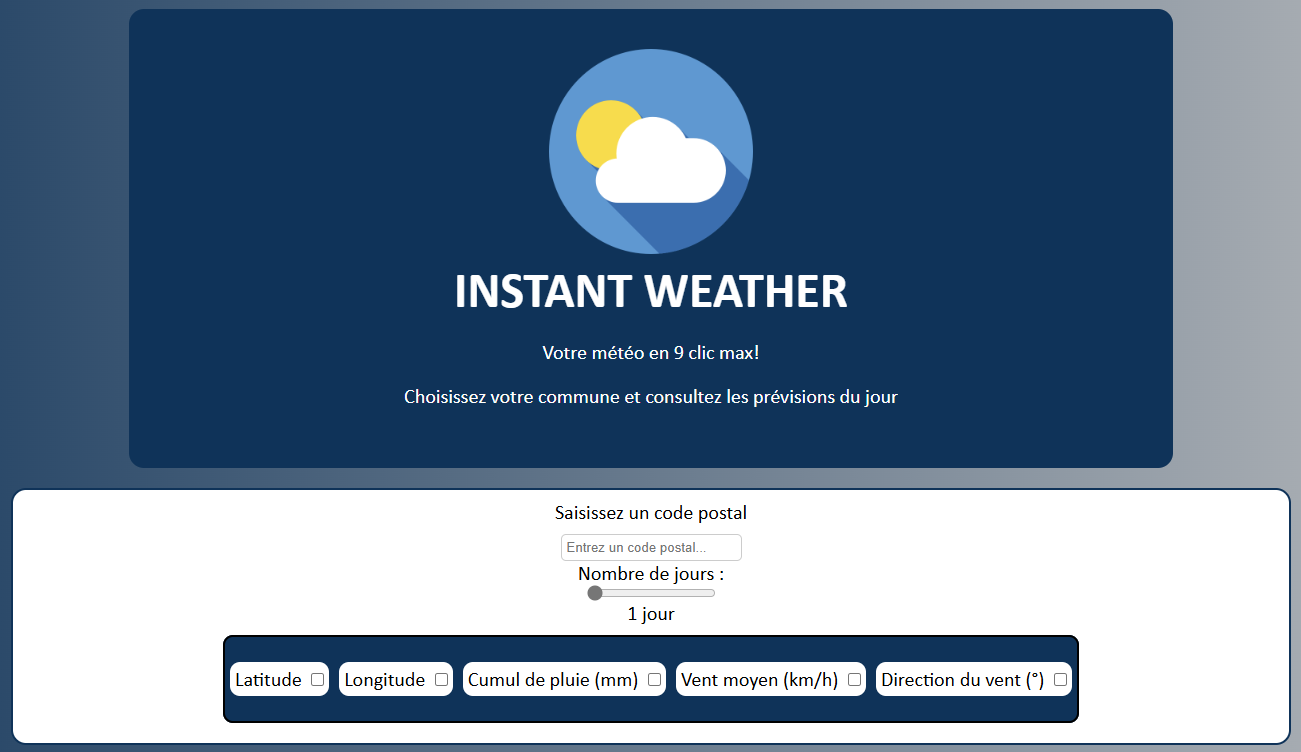 INSTANT WEATHER
Votre météo en 9 clic max!
Choisissez votre commune et consultez les prévisions du jour
Saisissez un code postal
Entrez un code postal...
Nombre de jours :
1 jour
Latitude Longitude Cumul de pluie (mm) Vent moyen (km/h) Direction du vent (°)